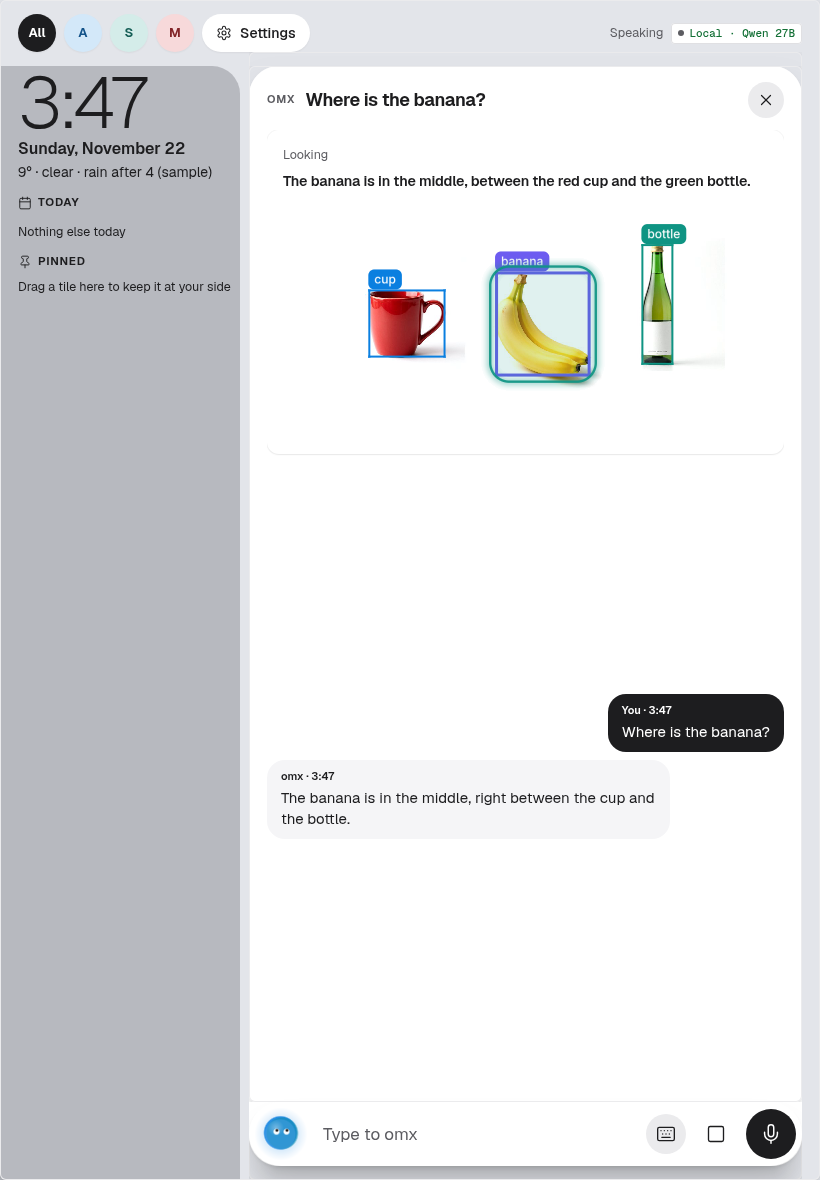 All A S M Settings Speaking Local · Qwen 27B
3:47
Sunday, November 22
9° · clear · rain after 4 (sample)
TODAY
Nothing else today
PINNED
Drag a tile here to keep it at your side
OMX Where is the banana?
Looking
The banana is in the middle, between the red cup and the green bottle.
cup
banana
bottle
You · 3:47
Where is the banana?
omx · 3:47
The banana is in the middle, right between the cup and
the bottle.
Type to omx